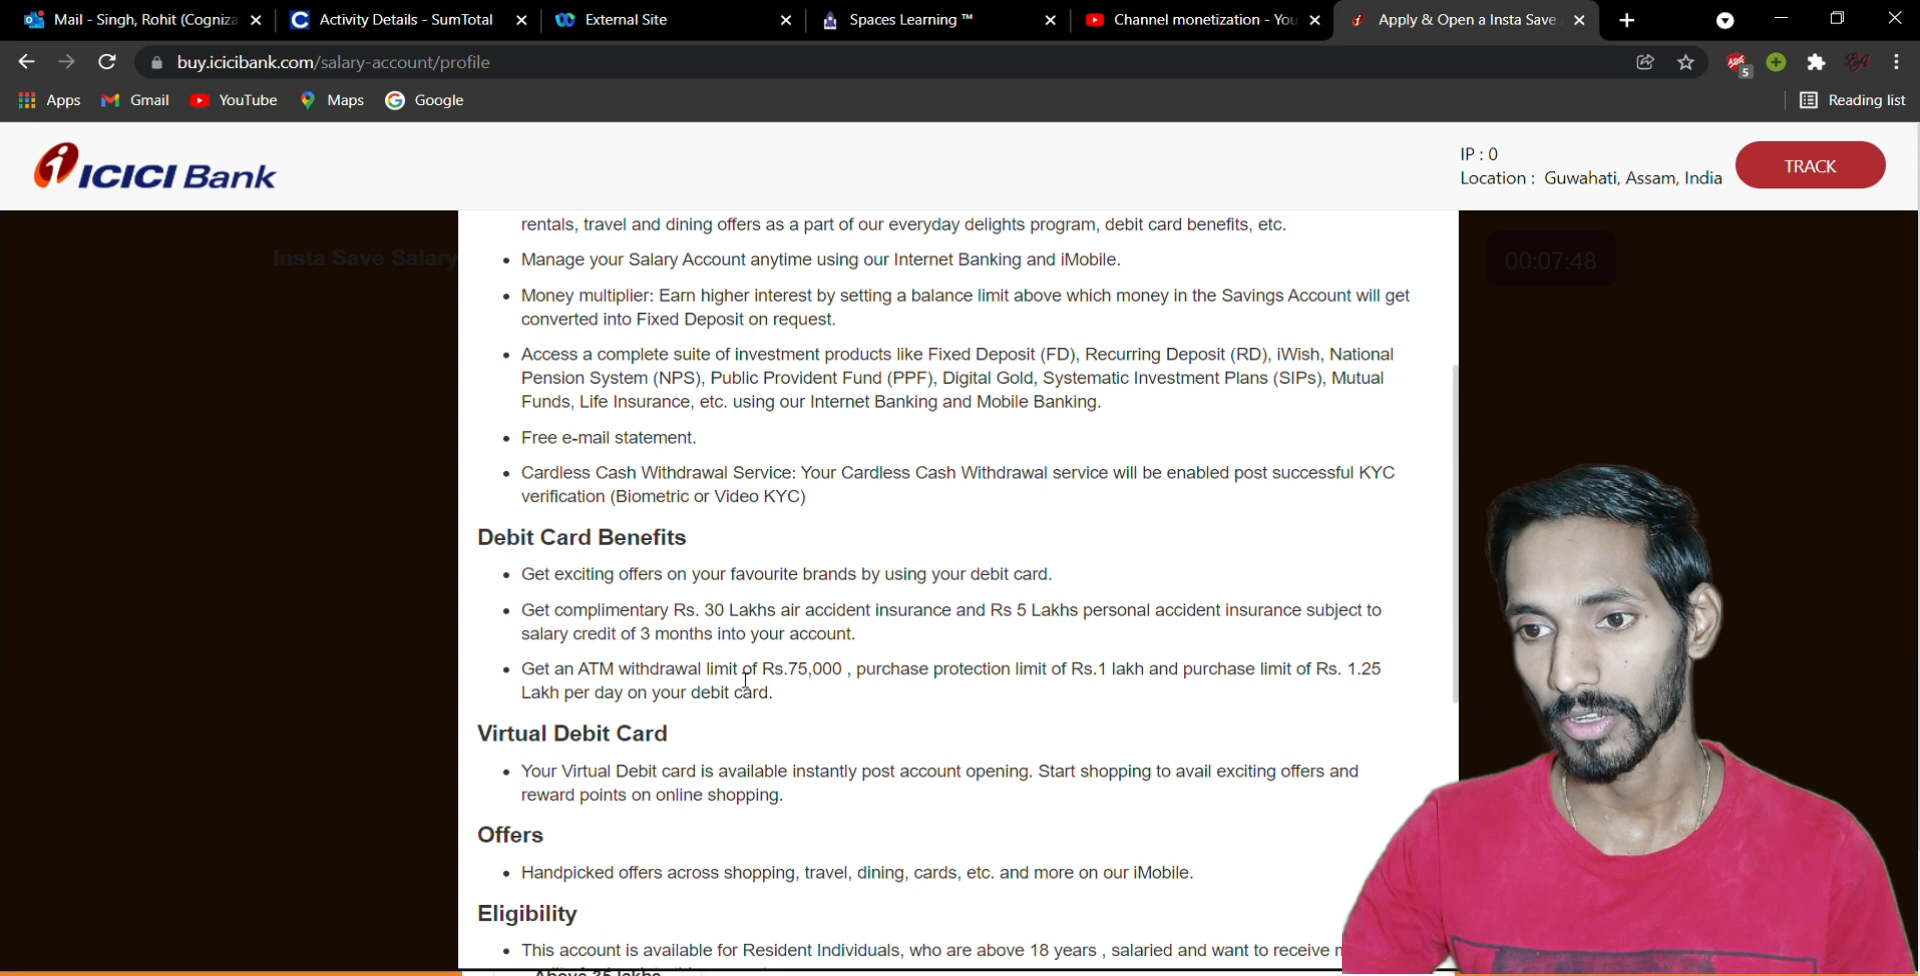 Mail - Singh, Rohit (Cogniza
Activity Details - SumTotal
External Site
Spaces Learning ™
Channel monetization - You
Apply & Open a Insta Save
buy.icicibank.com/salary-account/profile
5
Apps
Gmail
YouTube
Maps
Google
Reading list
ICICI Bank
IP : 0
Location : Guwahati, Assam, India
TRACK
Insta Save Salary
00:07:48
rentals, travel and dining offers as a part of our everyday delights program, debit card benefits, etc.
• Manage your Salary Account anytime using our Internet Banking and iMobile.
• Money multiplier: Earn higher interest by setting a balance limit above which money in the Savings Account will get
converted into Fixed Deposit on request.
• Access a complete suite of investment products like Fixed Deposit (FD), Recurring Deposit (RD), iWish, National
Pension System (NPS), Public Provident Fund (PPF), Digital Gold, Systematic Investment Plans (SIPs), Mutual
Funds, Life Insurance, etc. using our Internet Banking and Mobile Banking.
• Free e-mail statement.
• Cardless Cash Withdrawal Service: Your Cardless Cash Withdrawal service will be enabled post successful KYC
verification (Biometric or Video KYC)
Debit Card Benefits
• Get exciting offers on your favourite brands by using your debit card.
• Get complimentary Rs. 30 Lakhs air accident insurance and Rs 5 Lakhs personal accident insurance subject to
salary credit of 3 months into your account.
• Get an ATM withdrawal limit of Rs.75,000 , purchase protection limit of Rs.1 lakh and purchase limit of Rs. 1.25
Lakh per day on your debit card.
Virtual Debit Card
• Your Virtual Debit card is available instantly post account opening. Start shopping to avail exciting offers and
reward points on online shopping.
Offers
• Handpicked offers across shopping, travel, dining, cards, etc. and more on our iMobile.
Eligibility
• This account is available for Resident Individuals, who are above 18 years , salaried and want to receive
Above 25 lakhs